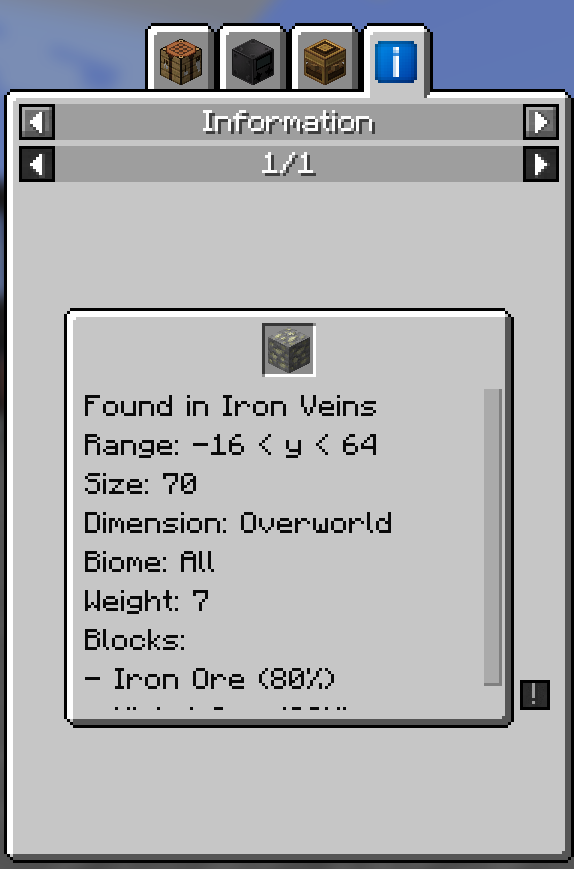 Information
1/1
Found in Iron Veins
Range: -16 < y < 64
Size: 70
Dimension: Overworld
Biome: All
Weight: 7
Blocks:
- Iron Ore (80%)